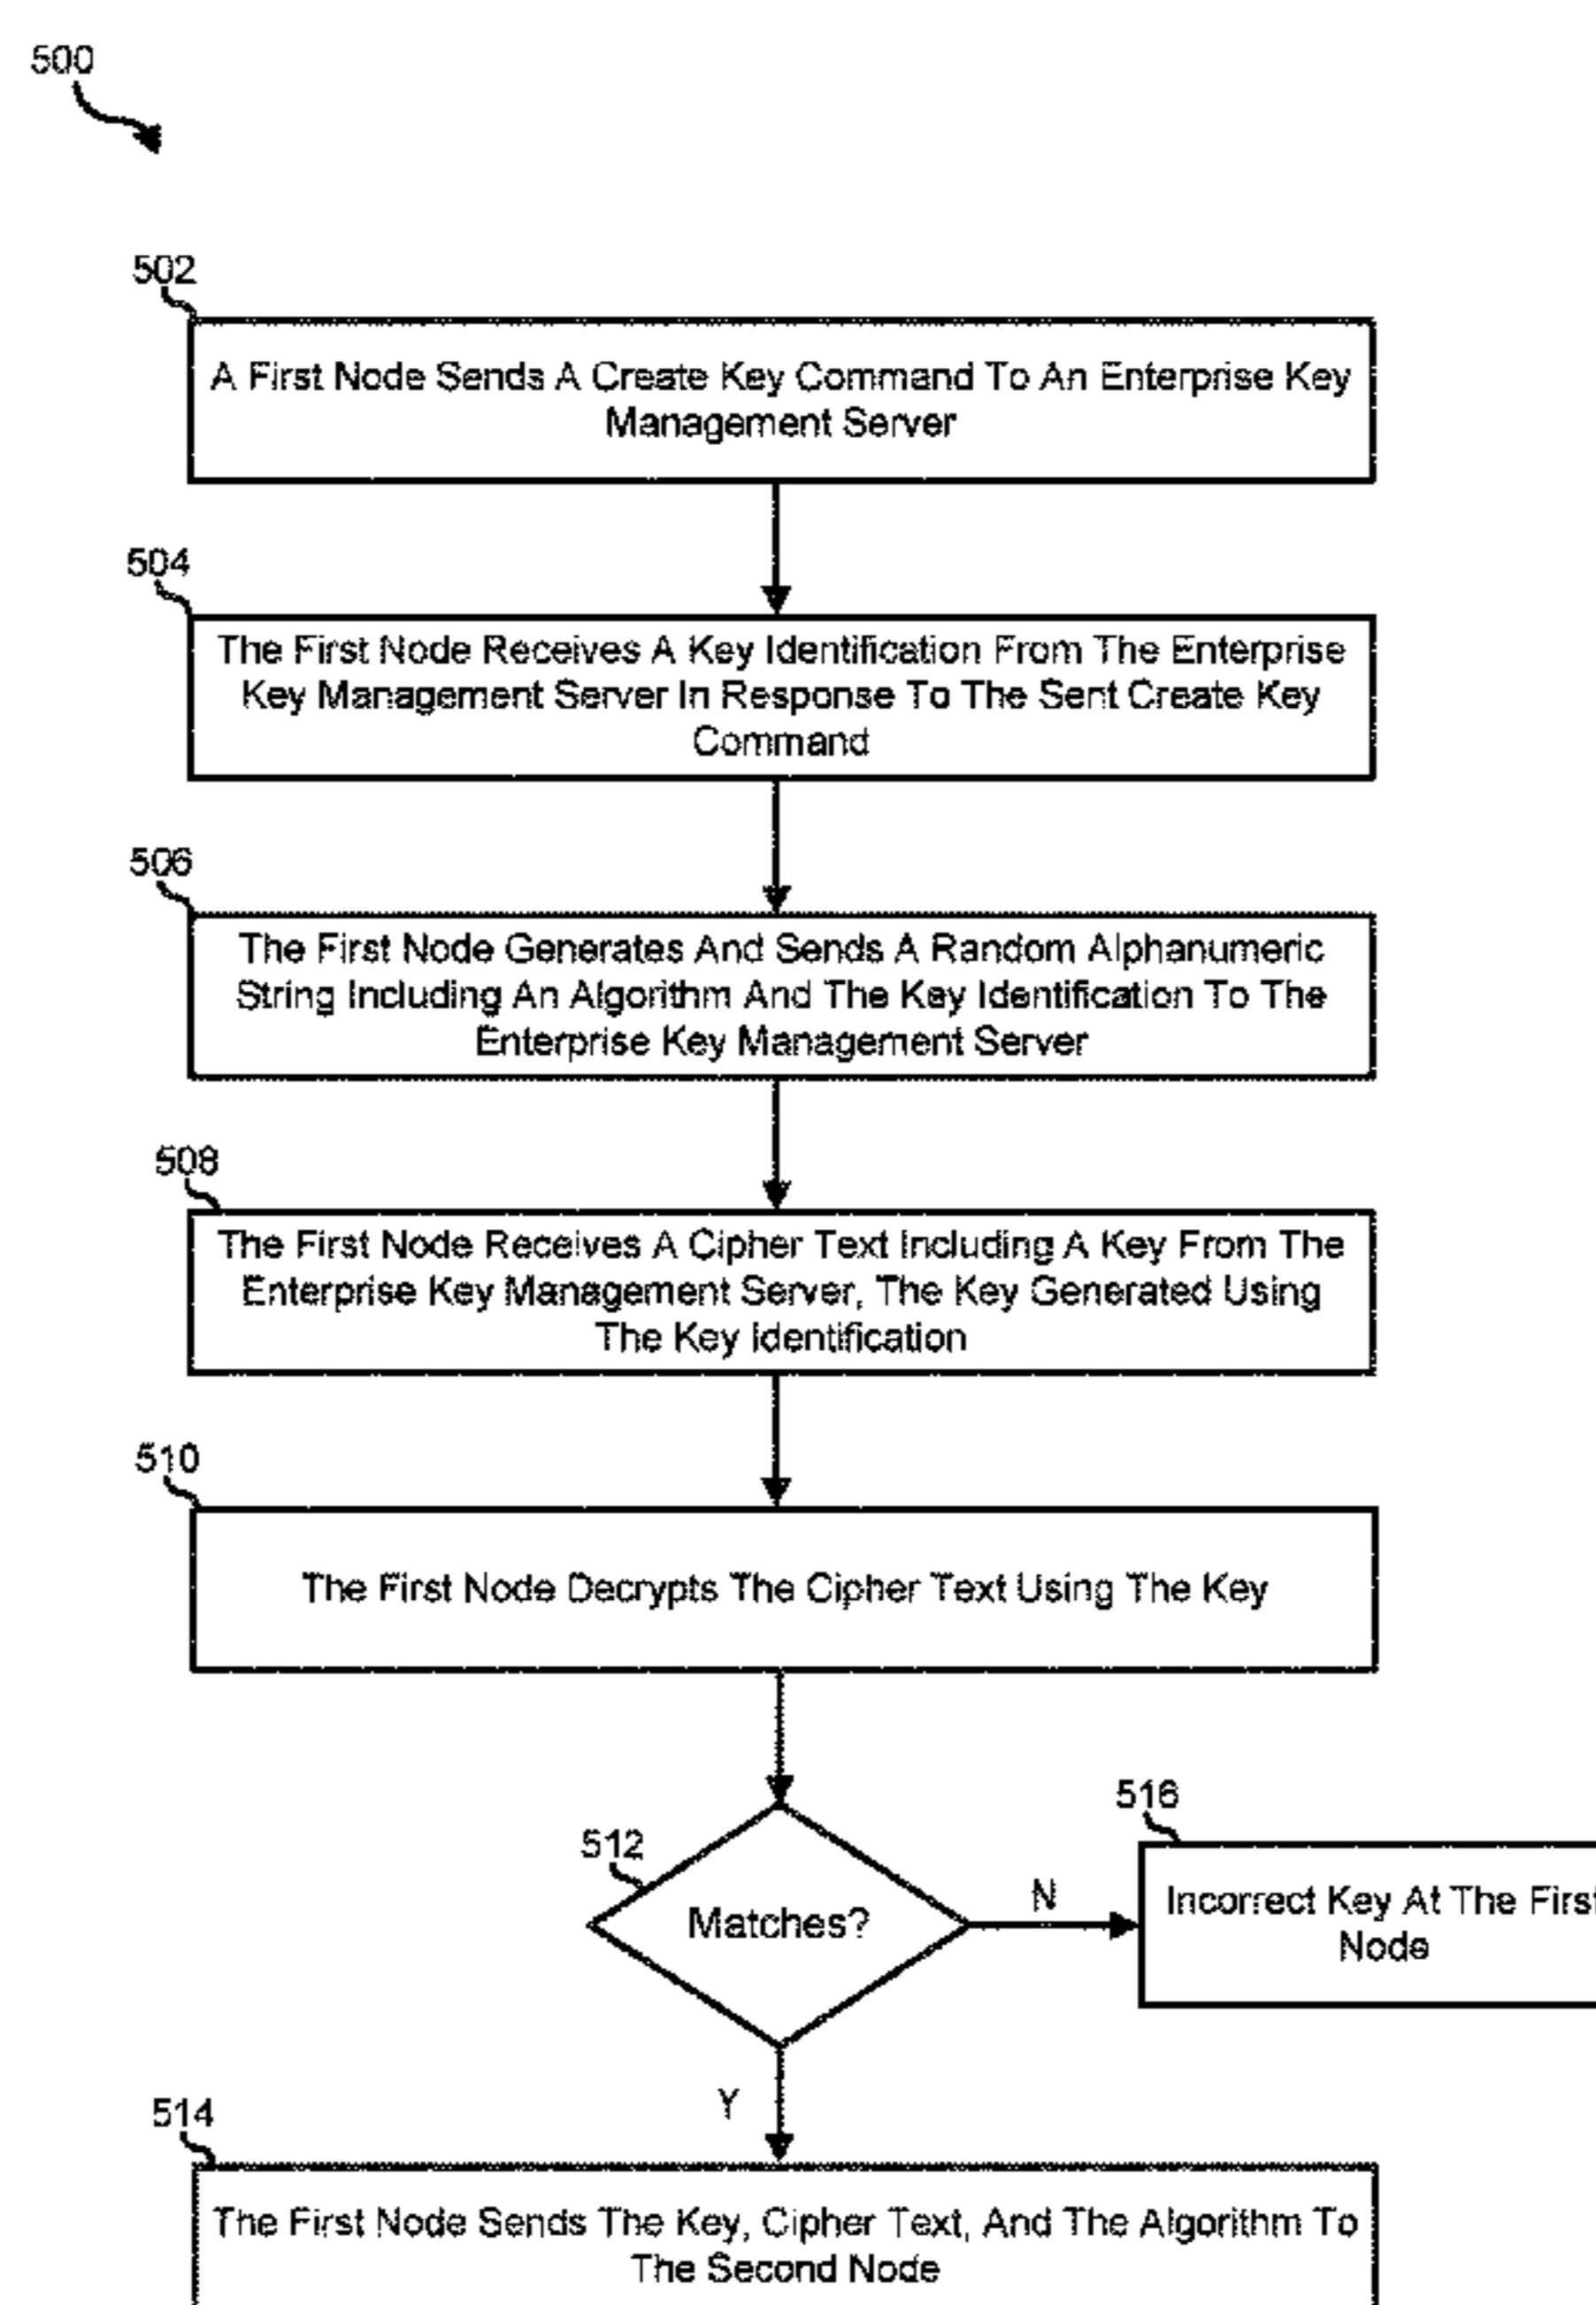 500
502
A First Node Sends A Create Key Command To An Enterprise Key
Management Server
504
The First Node Receives A Key Identification From The Enterprise
Key Management Server In Response To The Sent Create Key
Command
506
The First Node Generates And Sends A Random Alphanumeric
String Including An Algorithm And The Key Identification To The
Enterprise Key Management Server
508
The First Node Receives A Cipher Text Including A Key From The
Enterprise Key Management Server, The Key Generated Using
The Key Identification
510
The First Node Decrypts The Cipher Text Using The Key
512
Matches?
N
516
Incorrect Key At The First
Node
Y
514
The First Node Sends The Key, Cipher Text, And The Algorithm To
The Second Node